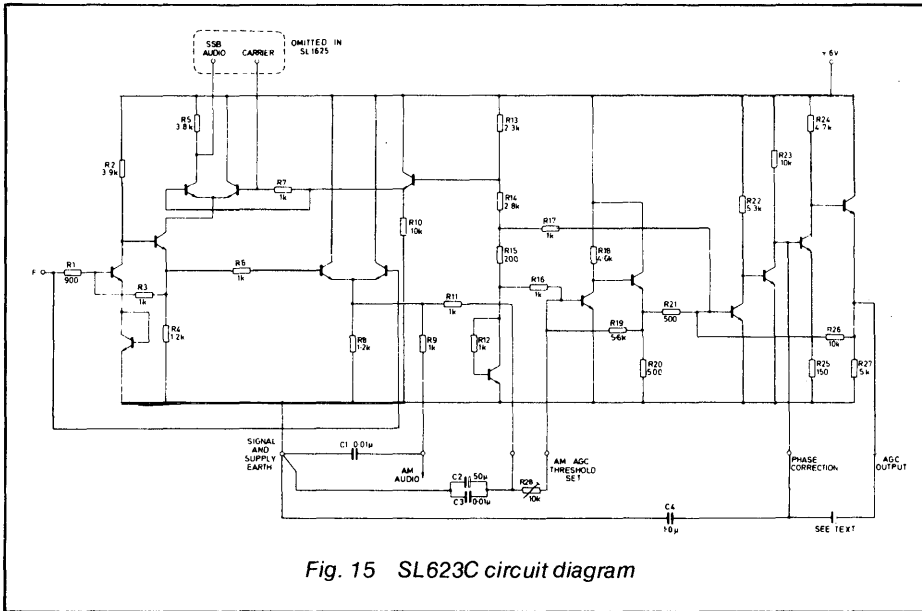 SSB
AUDIO
CARRIER
OMITTED IN
SL1625
+6V
R5
3.8k
R2
3.9k
R7
1k
R13
2.3k
R24
4.7k
R23
10k
R14
2.8k
R10
10k
R17
1k
R22
5.3k
R15
200
R18
4.6k
F
R1
900
R6
1k
R16
1k
R3
1k
R11
1k
R21
500
R4
1.2k
R8
1.2k
R9
1k
R12
1k
R19
5.6k
R26
10k
R20
500
R25
150
R27
5k
SIGNAL
AND
SUPPLY
EARTH
C1 0.01µ
AM
AUDIO
AM AGC
THRESHOLD
SET
PHASE
CORRECTION
AGC
OUTPUT
C2 50µ
C3 0.01µ
R28
10k
C4
SEE TEXT
Fig. 15 SL623C circuit diagram